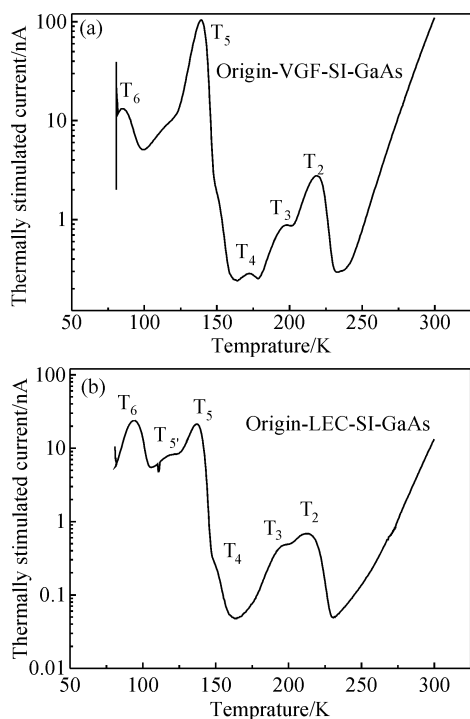 (a)
T5
Origin-VGF-SI-GaAs
T6
T2
T3
T4
100
10
1
Thermally stimulated current/nA
50 100 150 200 250 300
Temprature/K
(b)
T6
T5
T5'
Origin-LEC-SI-GaAs
T4
T3
T2
100
10
1
0.1
0.01
Thermally stimulated current/nA
50 100 150 200 250 300
Temprature/K